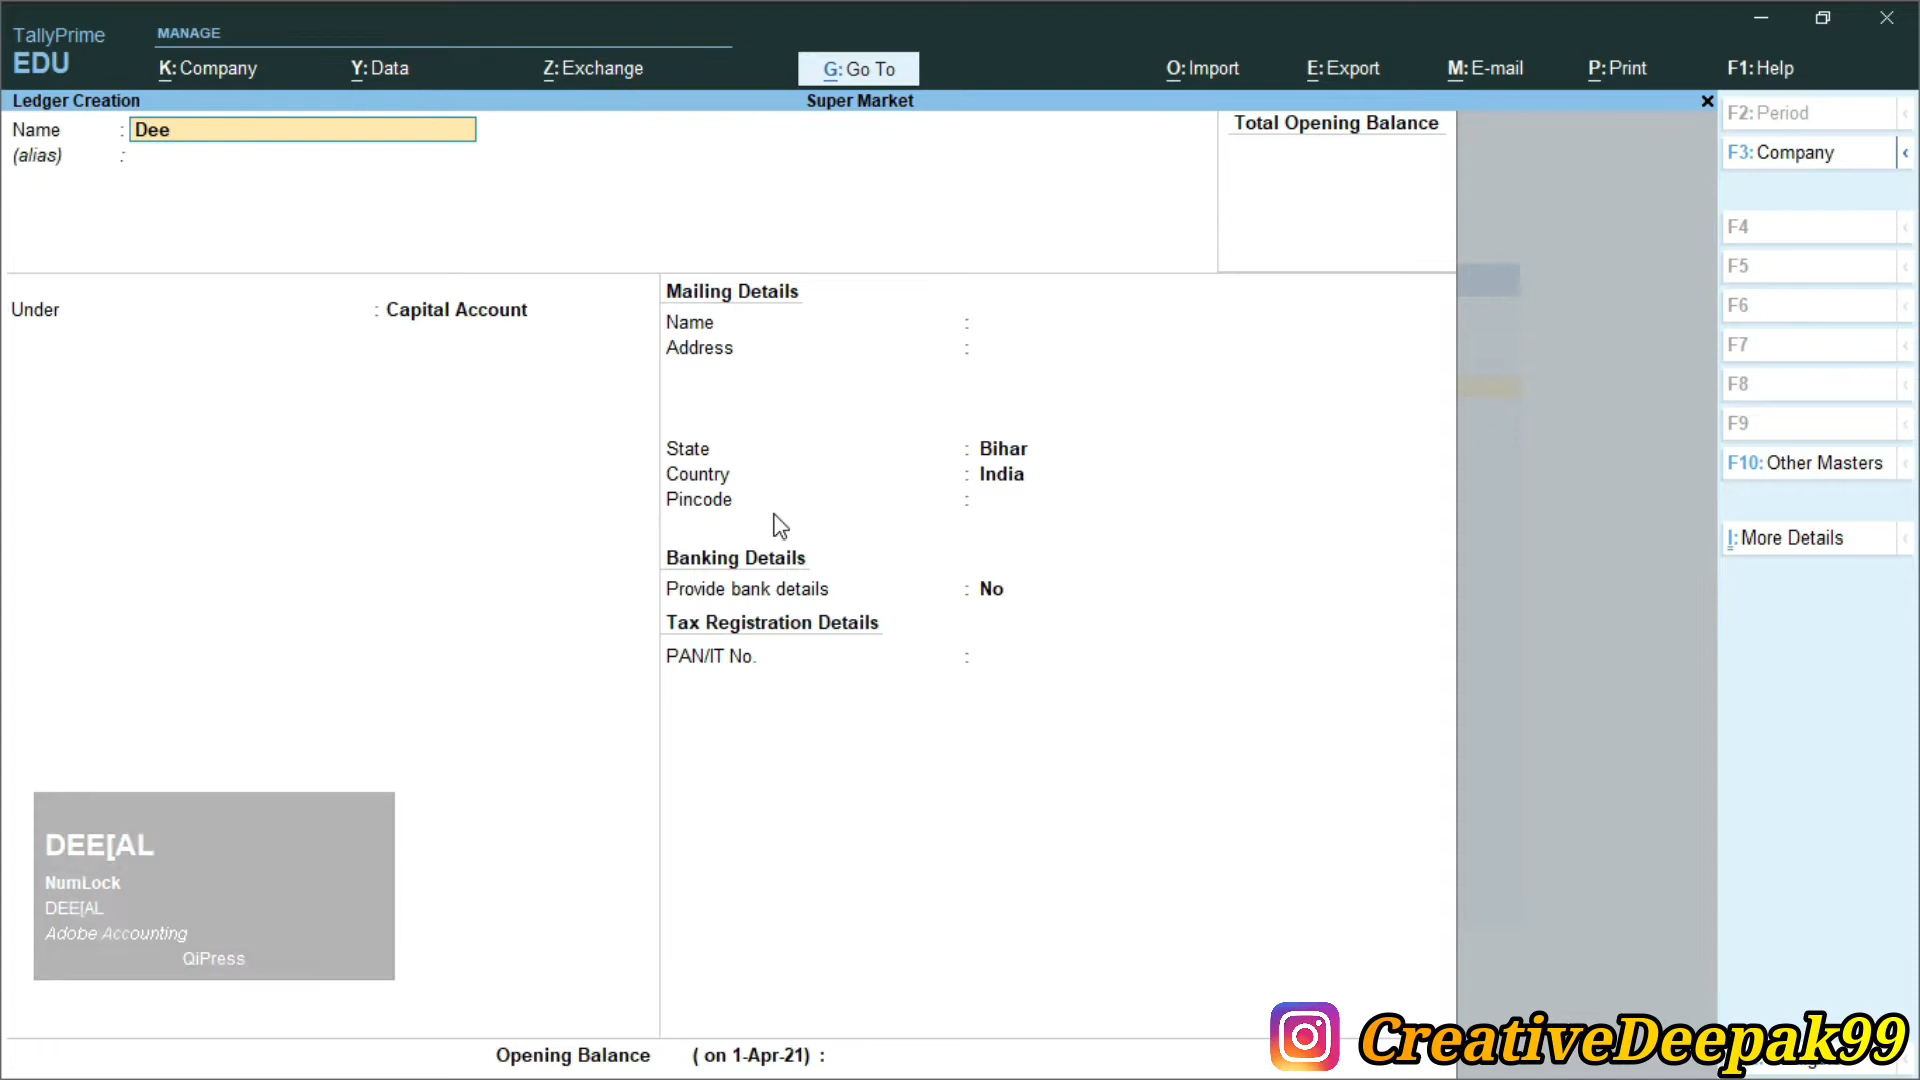 TallyPrime
EDU
MANAGE
K: Company
Y: Data
Z: Exchange
G: Go To
O: Import
E: Export
M: E-mail
P: Print
F1: Help
Ledger Creation
Super Market
Name : Dee
(alias) :
Total Opening Balance
Under : Capital Account
Mailing Details
Name :
Address :
State : Bihar
Country : India
Pincode :
Banking Details
Provide bank details : No
Tax Registration Details
PAN/IT No. :
F2: Period
F3: Company
F4
F5
F6
F7
F8
F9
F10: Other Masters
I: More Details
DEE[AL
NumLock
DEE[AL
Adobe Accounting
QiPress
Opening Balance ( on 1-Apr-21) :
CreativeDeepak99